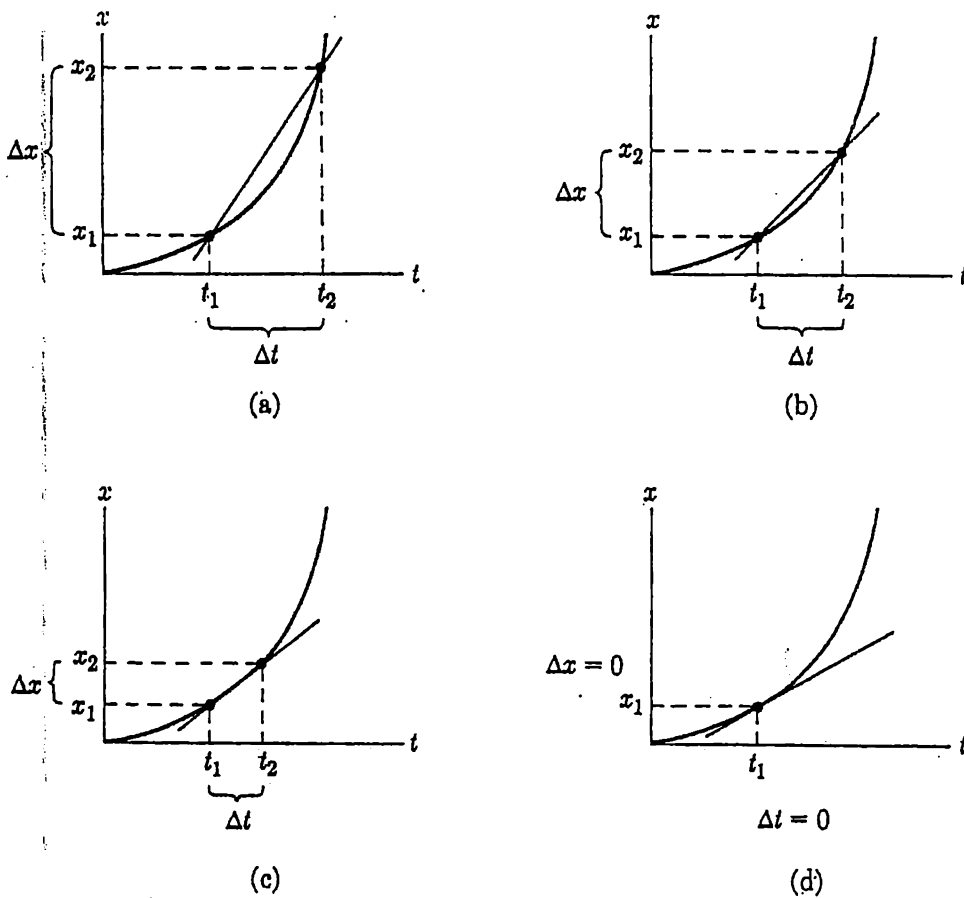 x
x₂
Δx
x₁
t₁
t₂
t
Δt
(a)
x
x₂
Δx
x₁
t₁
t₂
t
Δt
(b)
x
x₂
Δx
x₁
t₁
t₂
t
Δt
(c)
x
Δx = 0
x₁
t₁
t
Δt = 0
(d)